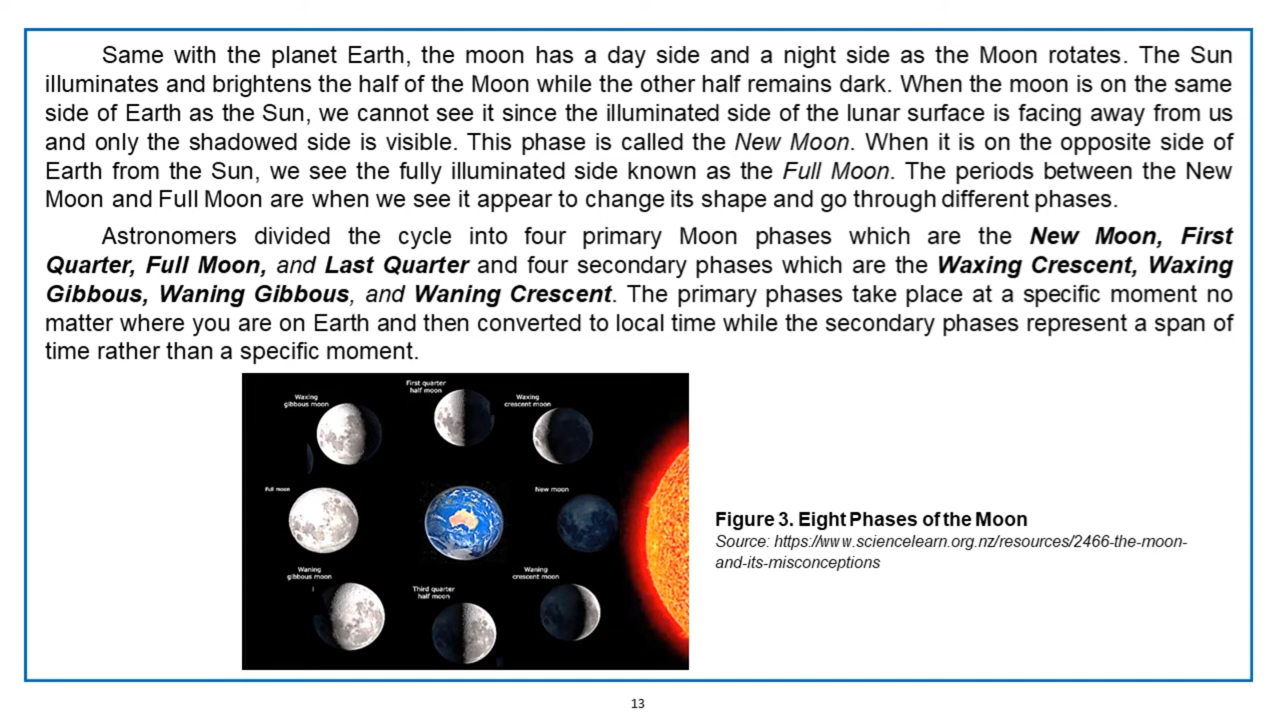 Same with the planet Earth, the moon has a day side and a night side as the Moon rotates. The Sun
illuminates and brightens the half of the Moon while the other half remains dark. When the moon is on the same
side of Earth as the Sun, we cannot see it since the illuminated side of the lunar surface is facing away from us
and only the shadowed side is visible. This phase is called the New Moon. When it is on the opposite side of
Earth from the Sun, we see the fully illuminated side known as the Full Moon. The periods between the New
Moon and Full Moon are when we see it appear to change its shape and go through different phases.
Astronomers divided the cycle into four primary Moon phases which are the New Moon, First
Quarter, Full Moon, and Last Quarter and four secondary phases which are the Waxing Crescent, Waxing
Gibbous, Waning Gibbous, and Waning Crescent. The primary phases take place at a specific moment no
matter where you are on Earth and then converted to local time while the secondary phases represent a span of
time rather than a specific moment.
First quarter
half moon
Waxing
gibbous moon
Waxing
crescent moon
Full moon
New moon
Waning
gibbous moon
Third quarter
half moon
Waning
crescent moon
Figure 3. Eight Phases of the Moon
Source: https://www.sciencelearn.org.nz/resources/2466-the-moon-
and-its-misconceptions
13